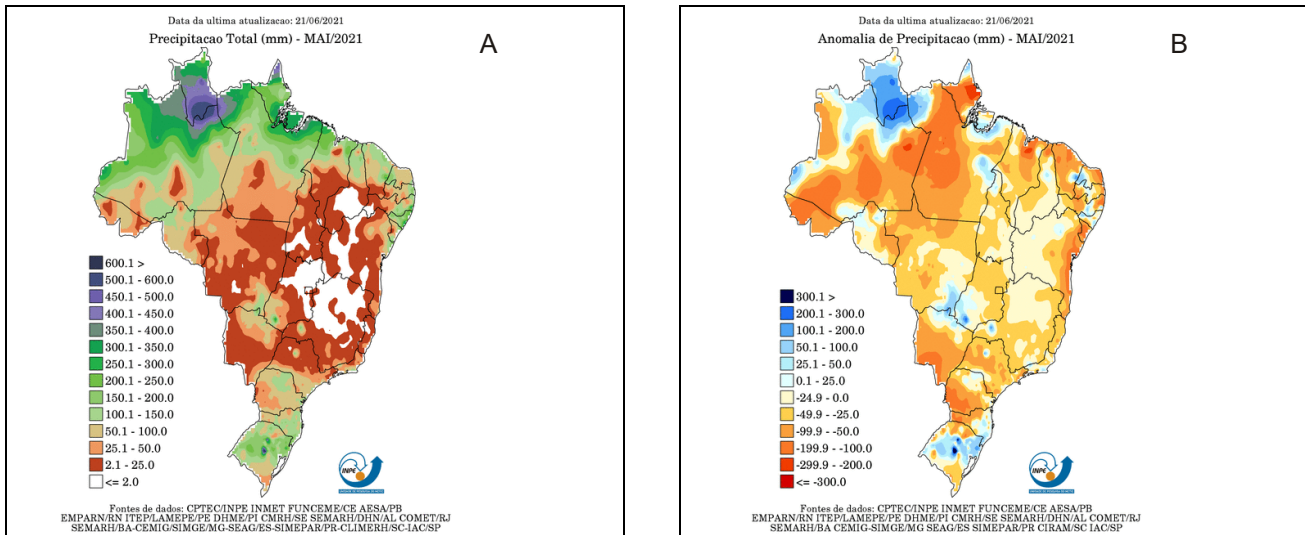 Data da ultima atualizacao: 21/06/2021
Precipitacao Total (mm) - MAI/2021
A
600.1 >
500.1 - 600.0
450.1 - 500.0
400.1 - 450.0
350.1 - 400.0
300.1 - 350.0
250.1 - 300.0
200.1 - 250.0
150.1 - 200.0
100.1 - 150.0
50.1 - 100.0
25.1 - 50.0
2.1 - 25.0
<= 2.0
INPE
Fontes de dados: CPTEC/INPE INMET FUNCEME/CE AESA/PB
EMPARN/RN ITEP/LAMEPE/PE DHME/PI CMRH/SE SEMARH/DHN/AL COMET/RJ
SEMARH/BA-CEMIG/SIMGE/MG-SEAG/ES-SIMEPAR/PR-CLIMERH/SC-IAC/SP
Data da ultima atualizacao: 21/06/2021
Anomalia de Precipitacao (mm) - MAI/2021
B
300.1 >
200.1 - 300.0
100.1 - 200.0
50.1 - 100.0
25.1 - 50.0
0.1 - 25.0
-24.9 - 0.0
-49.9 - -25.0
-99.9 - -50.0
-199.9 - -100.0
-299.9 - -200.0
<= -300.0
INPE
Fontes de dados: CPTEC/INPE INMET FUNCEME/CE AESA/PB
EMPARN/RN ITEP/LAMEPE/PE DHME/PI CMRH/SE SEMARH/DHN/AL COMET/RJ
SEMARH/BA CEMIG-SIMGE/MG SEAG/ES SIMEPAR/PR CIRAM/SC IAC/SP